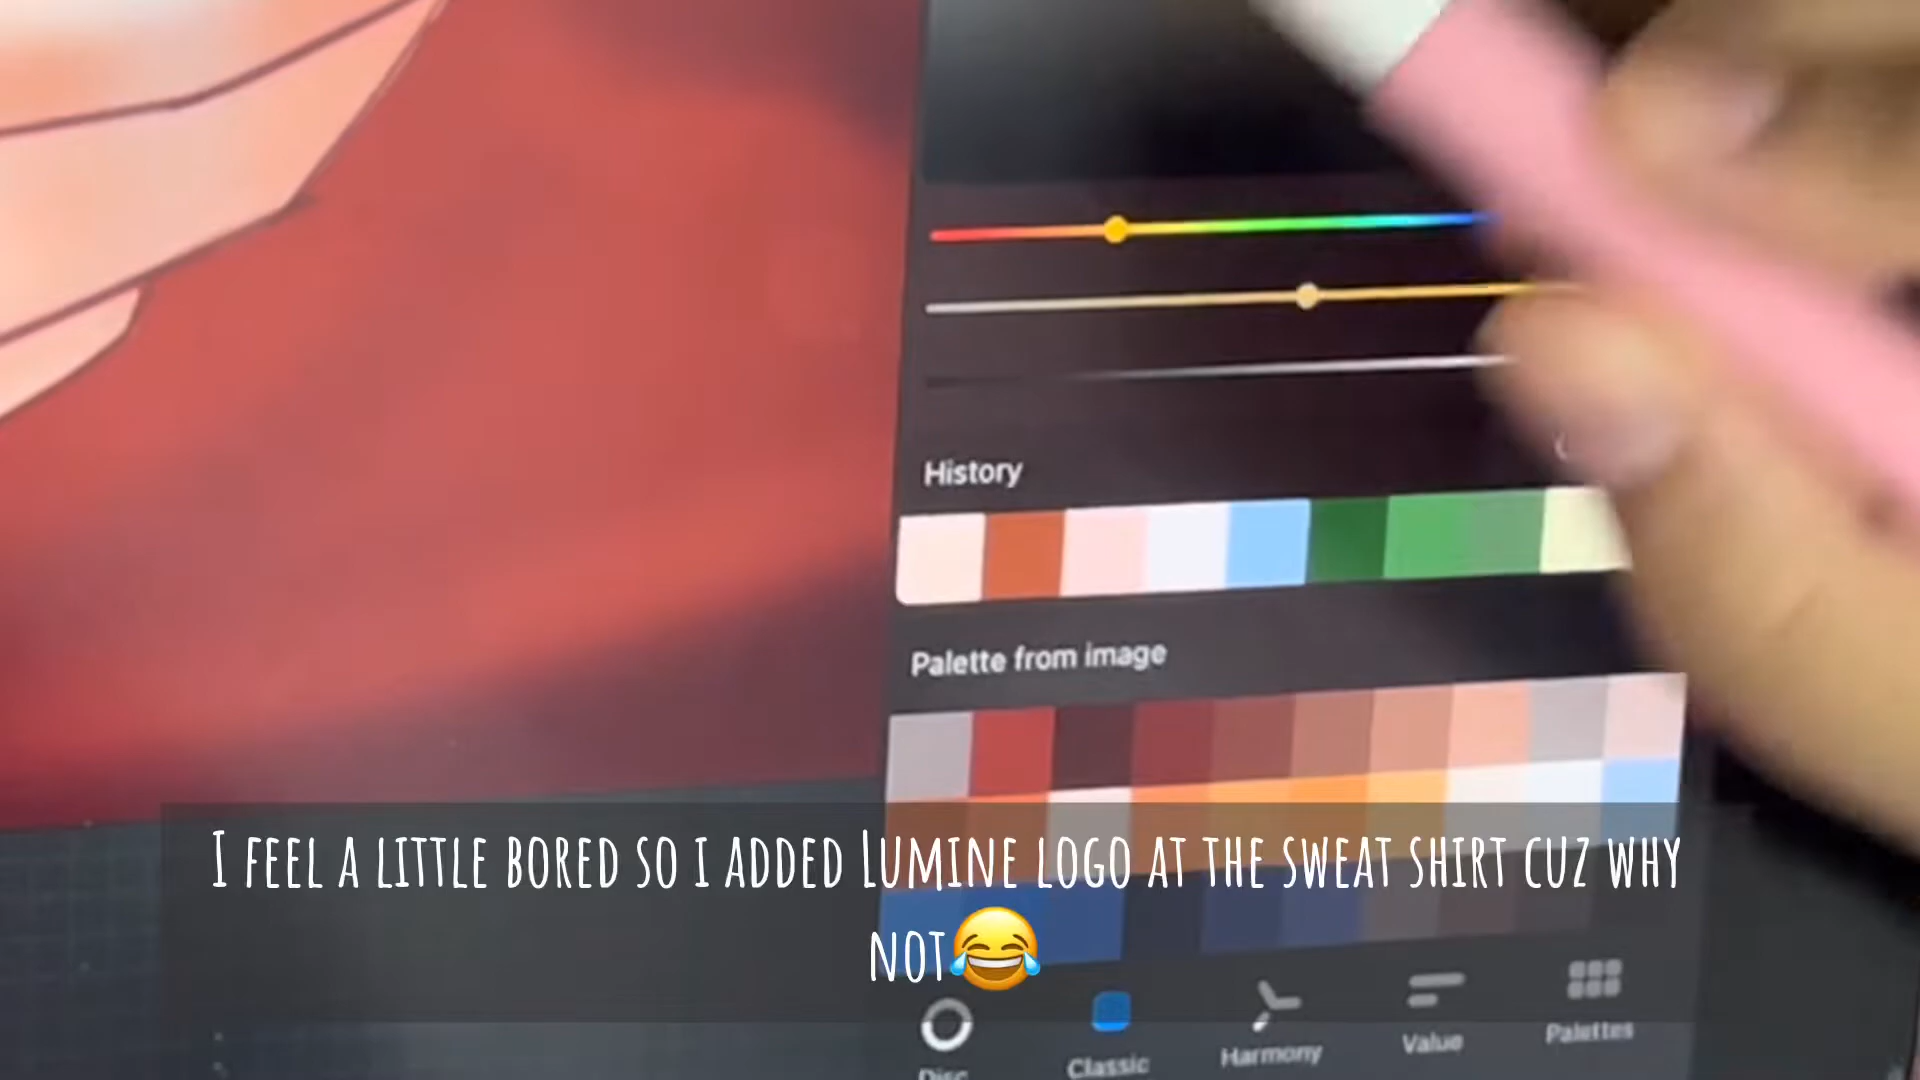 History
Palette from image
I FEEL A LITTLE BORED SO I ADDED LUMINE LOGO AT THE SWEAT SHIRT CUZ WHY
NOT😂
Disc
Classic
Harmony
Value
Palettes